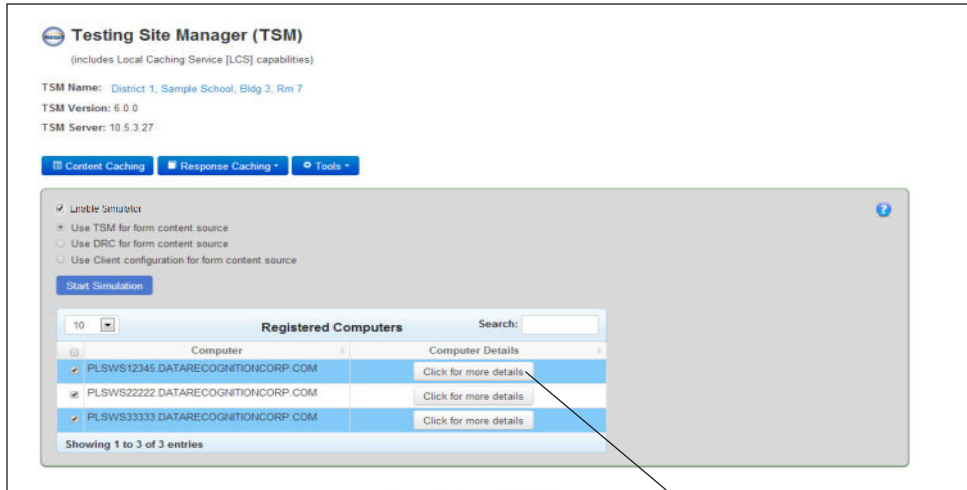 Testing Site Manager (TSM)
(includes Local Caching Service [LCS] capabilities)
TSM Name: District 1, Sample School, Bldg 3, Rm 7
TSM Version: 6.0.0
TSM Server: 10.5.3.27
Content Caching Response Caching Tools
Enable Simulator
Use TSM for form content source
Use DRC for form content source
Use Client configuration for form content source
Start Simulation
10 Registered Computers Search:
Computer Computer Details
PLSWS12345.DATARECOGNITIONCORP.COM Click for more details
PLSWS22222.DATARECOGNITIONCORP.COM Click for more details
PLSWS33333.DATARECOGNITIONCORP.COM Click for more details
Showing 1 to 3 of 3 entries